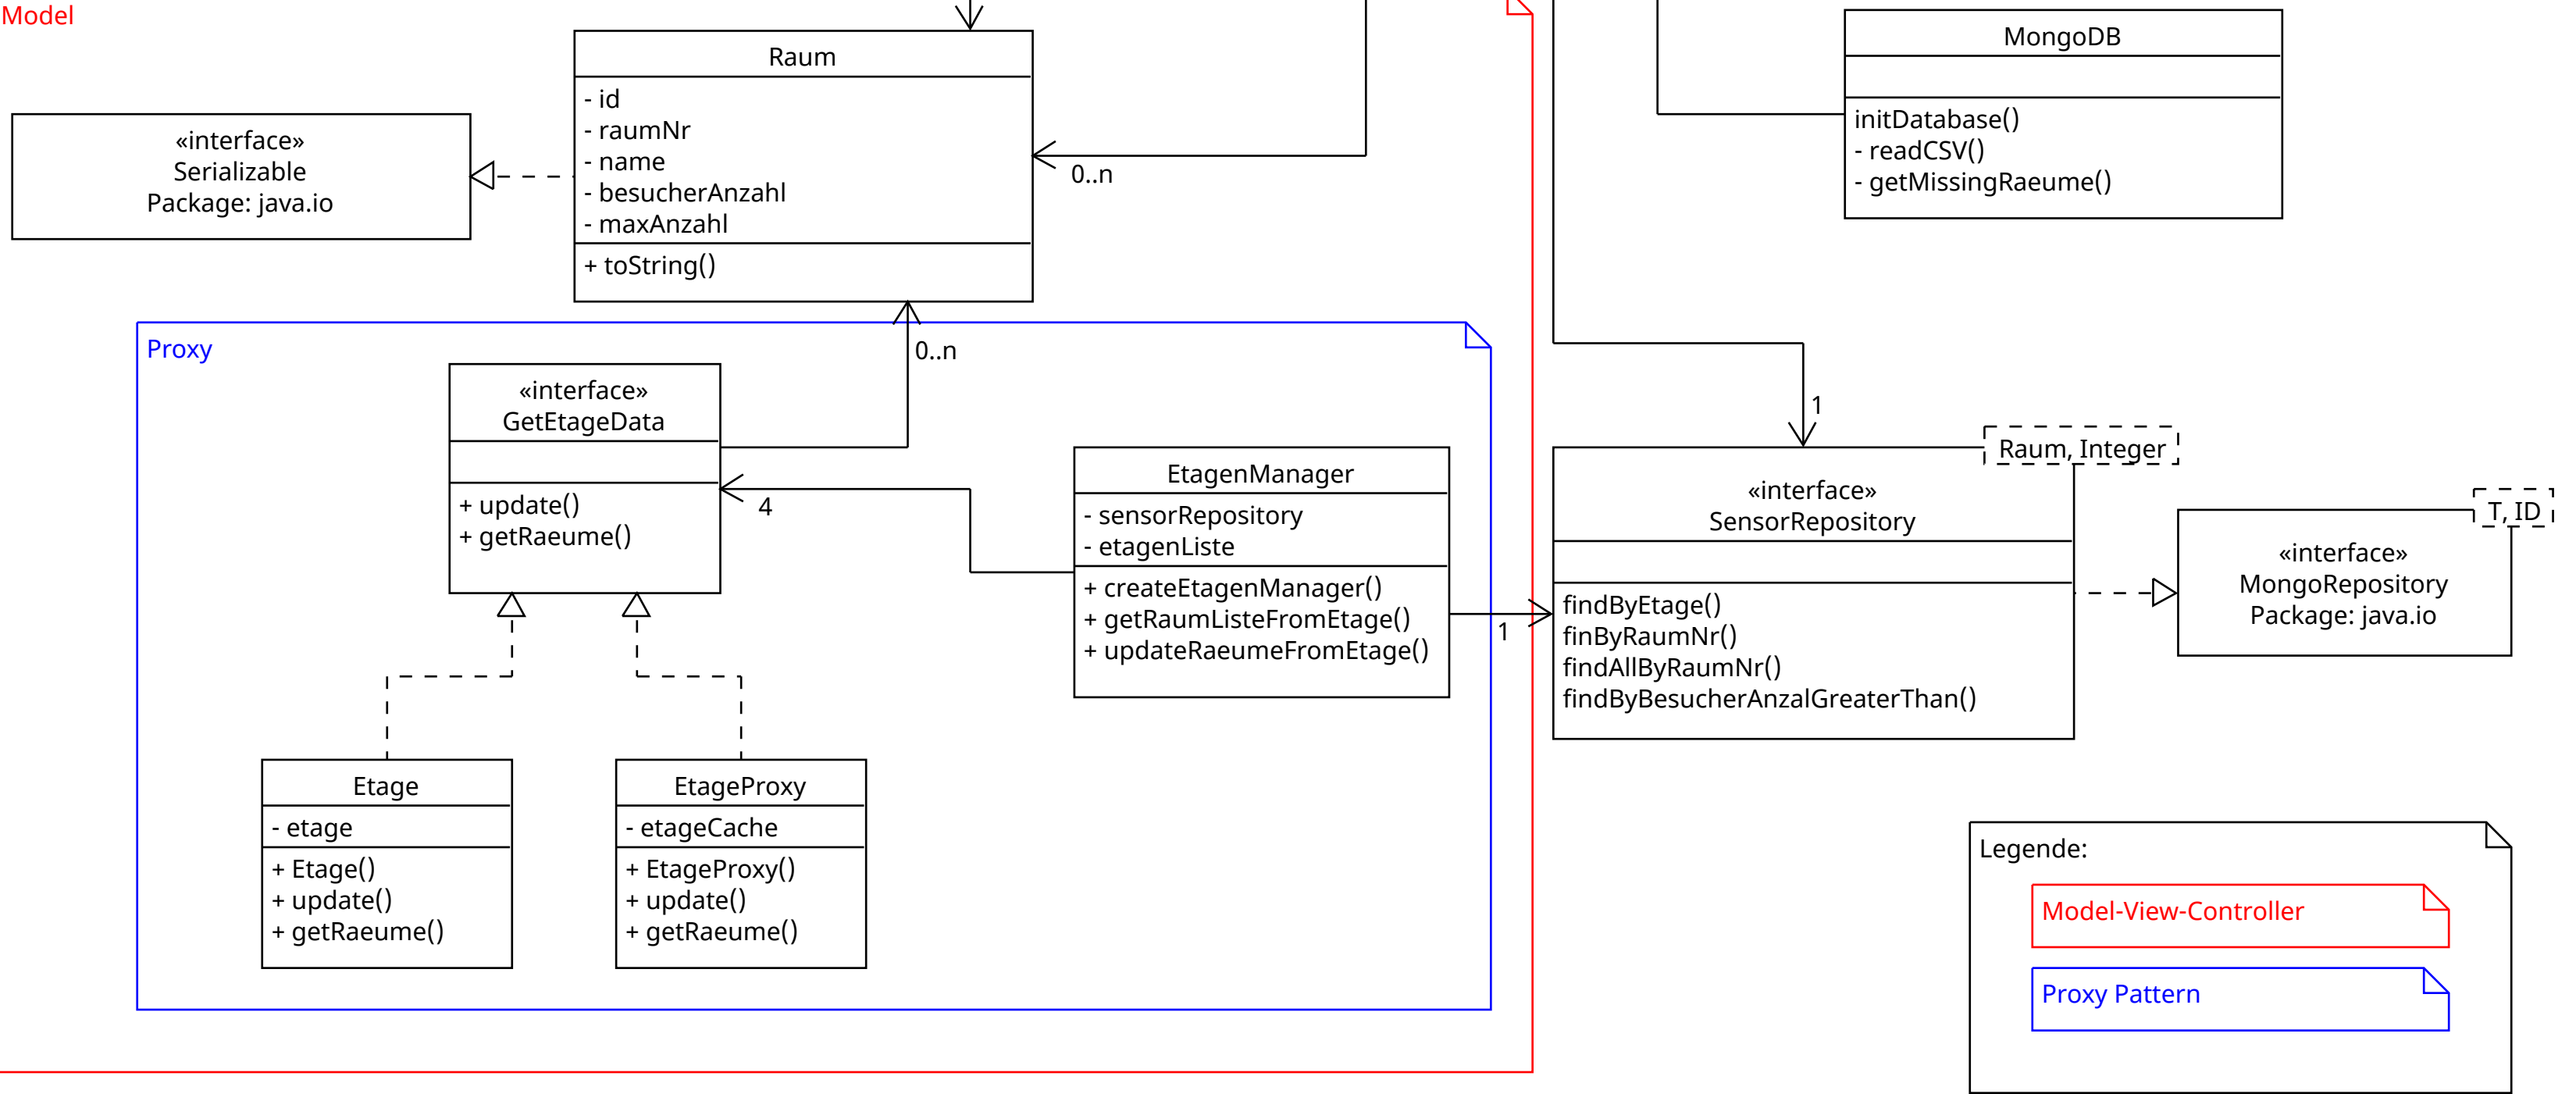 Model
Raum
- id
- raumNr
- name
- besucherAnzahl
- maxAnzahl
+ toString()
«interface»
Serializable
Package: java.io
0..n
MongoDB
initDatabase()
- readCSV()
- getMissingRaeume()
Proxy
0..n
«interface»
GetEtageData
+ update()
+ getRaeume()
4
EtagenManager
- sensorRepository
- etagenListe
+ createEtagenManager()
+ getRaumListeFromEtage()
+ updateRaeumeFromEtage()
1
1
Raum, Integer
«interface»
SensorRepository
findByEtage()
finByRaumNr()
findAllByRaumNr()
findByBesucherAnzalGreaterThan()
T, ID
«interface»
MongoRepository
Package: java.io
Etage
- etage
+ Etage()
+ update()
+ getRaeume()
EtageProxy
- etageCache
+ EtageProxy()
+ update()
+ getRaeume()
Legende:
Model-View-Controller
Proxy Pattern